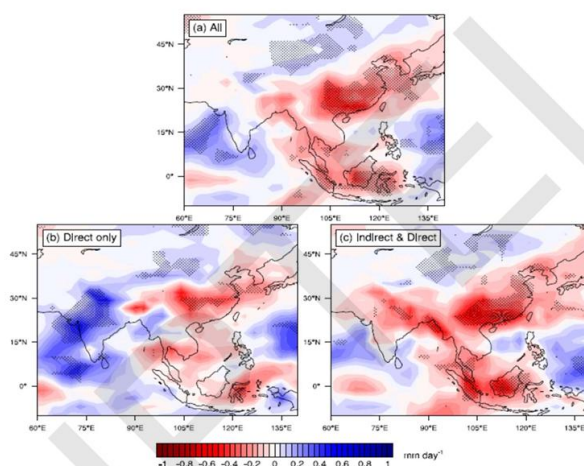 (a) All
45°N
30°N
15°N
0°
60°E 75°E 90°E 105°E 120°E 135°E
(b) Direct only (c) Indirect & Direct
45°N 45°N
30°N 30°N
15°N 15°N
0° 0°
60°E 75°E 90°E 105°E 120°E 135°E 60°E 75°E 90°E 105°E 120°E 135°E
-1 -0.8 -0.6 -0.4 -0.2 0 0.2 0.4 0.6 0.8 1 mm day⁻¹